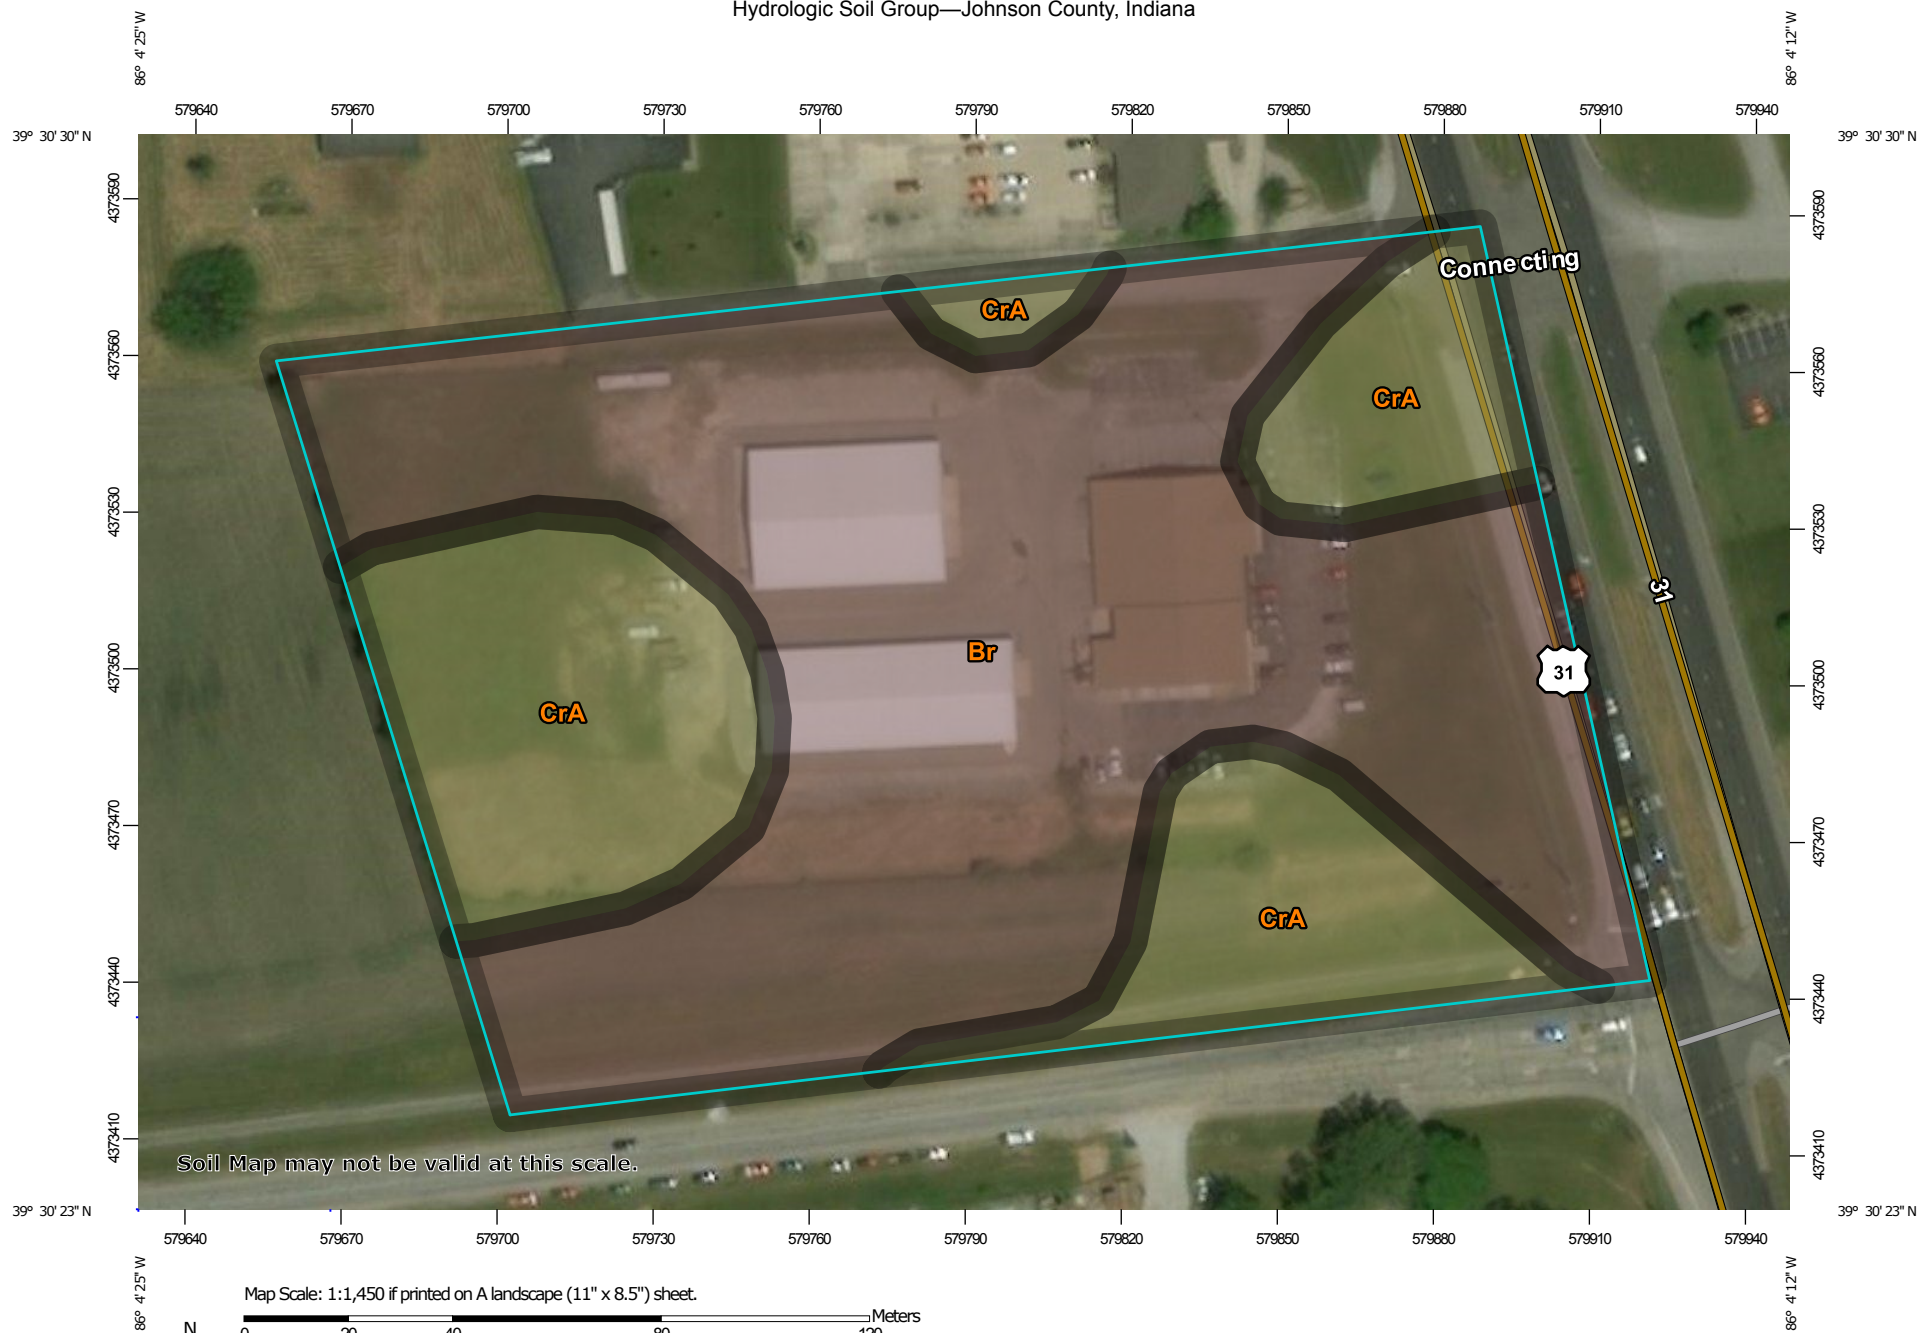 Hydrologic Soil Group—Johnson County, Indiana
86° 4' 25" W
86° 4' 12" W
579640 579670 579700 579730 579760 579790 579820 579850 579880 579910 579940
39° 30' 30" N
39° 30' 30" N
4373590
4373590
Connecting
CrA
4373560
4373560
CrA
4373530
4373530
31
Br
4373500
4373500
31
CrA
4373470
4373470
CrA
4373440
4373440
4373410
4373410
Soil Map may not be valid at this scale.
39° 30' 23" N
39° 30' 23" N
579640 579670 579700 579730 579760 579790 579820 579850 579880 579910 579940
86° 4' 25" W
86° 4' 12" W
Map Scale: 1:1,450 if printed on A landscape (11" x 8.5") sheet.
Meters
N
0 20 40 80 120